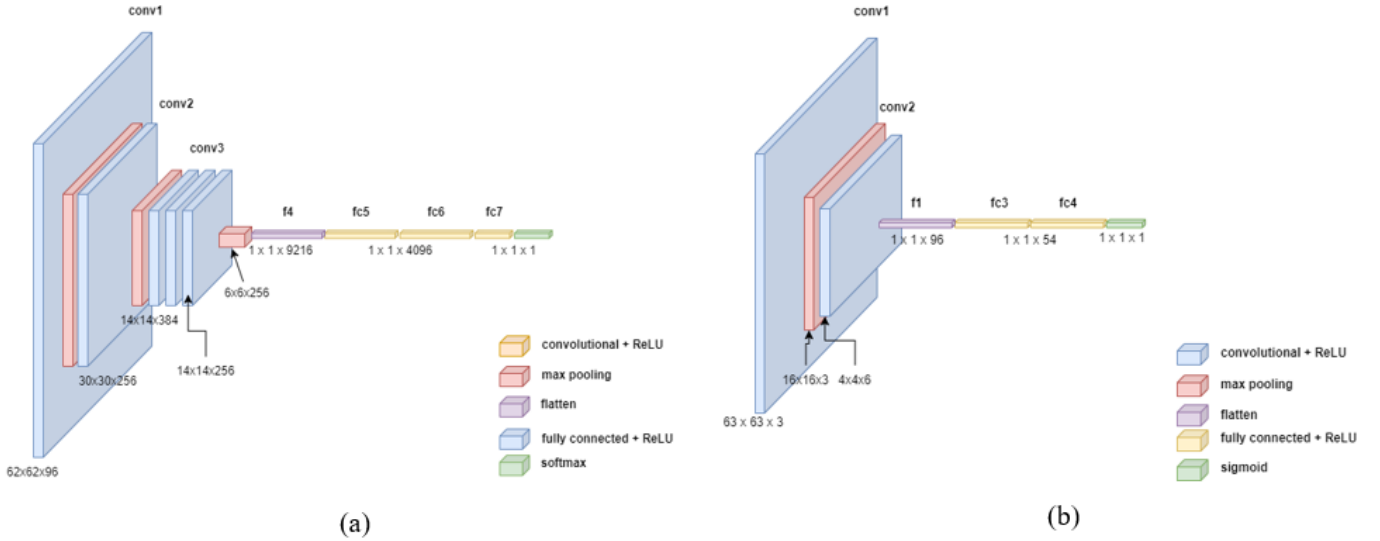 conv1
conv2
conv3
f4
fc5
fc6
fc7
1 x 1 x 9216
1 x 1 x 4096
1 x 1 x 1
6x6x256
14x14x384
14x14x256
30x30x256
62x62x96
convolutional + ReLU
max pooling
flatten
fully connected + ReLU
softmax
(a)
conv1
conv2
f1
fc3
fc4
1 x 1 x 96
1 x 1 x 54
1 x 1 x 1
16x16x3
4x4x6
63 x 63 x 3
convolutional + ReLU
max pooling
flatten
fully connected + ReLU
sigmoid
(b)